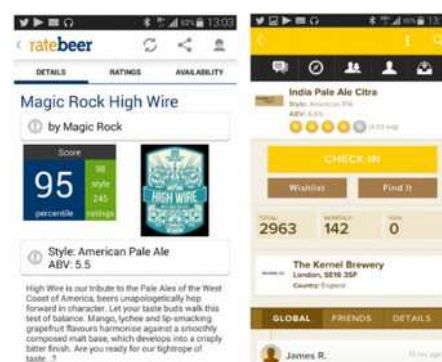 13:03
ratebeer
DETAILS RATINGS AVAILABILITY
Magic Rock High Wire
by Magic Rock
Score
95
percentile
98
style
245
ratings
HIGH WIRE
Style: American Pale Ale
ABV: 5.5
High Wire is our tribute to the Pale Ales of the West
Coast of America, beers unapologetically hop
forward in character. Let your taste buds walk this
test of balance. Mango, lychee and lip-smacking
grapefruit flavours harmonise against a smoothly
composed malt base, which develops into a crisply
bitter finish. Are you ready for our tightrope of
taste..?
India Pale Ale Citra
Style: American IPA
ABV:
CHECK-IN
Wishlist Find It
TOTAL MONTHLY YOU
2963 142 0
The Kernel Brewery
London, SE16 3SF
Country: England
GLOBAL FRIENDS DETAILS
James R.